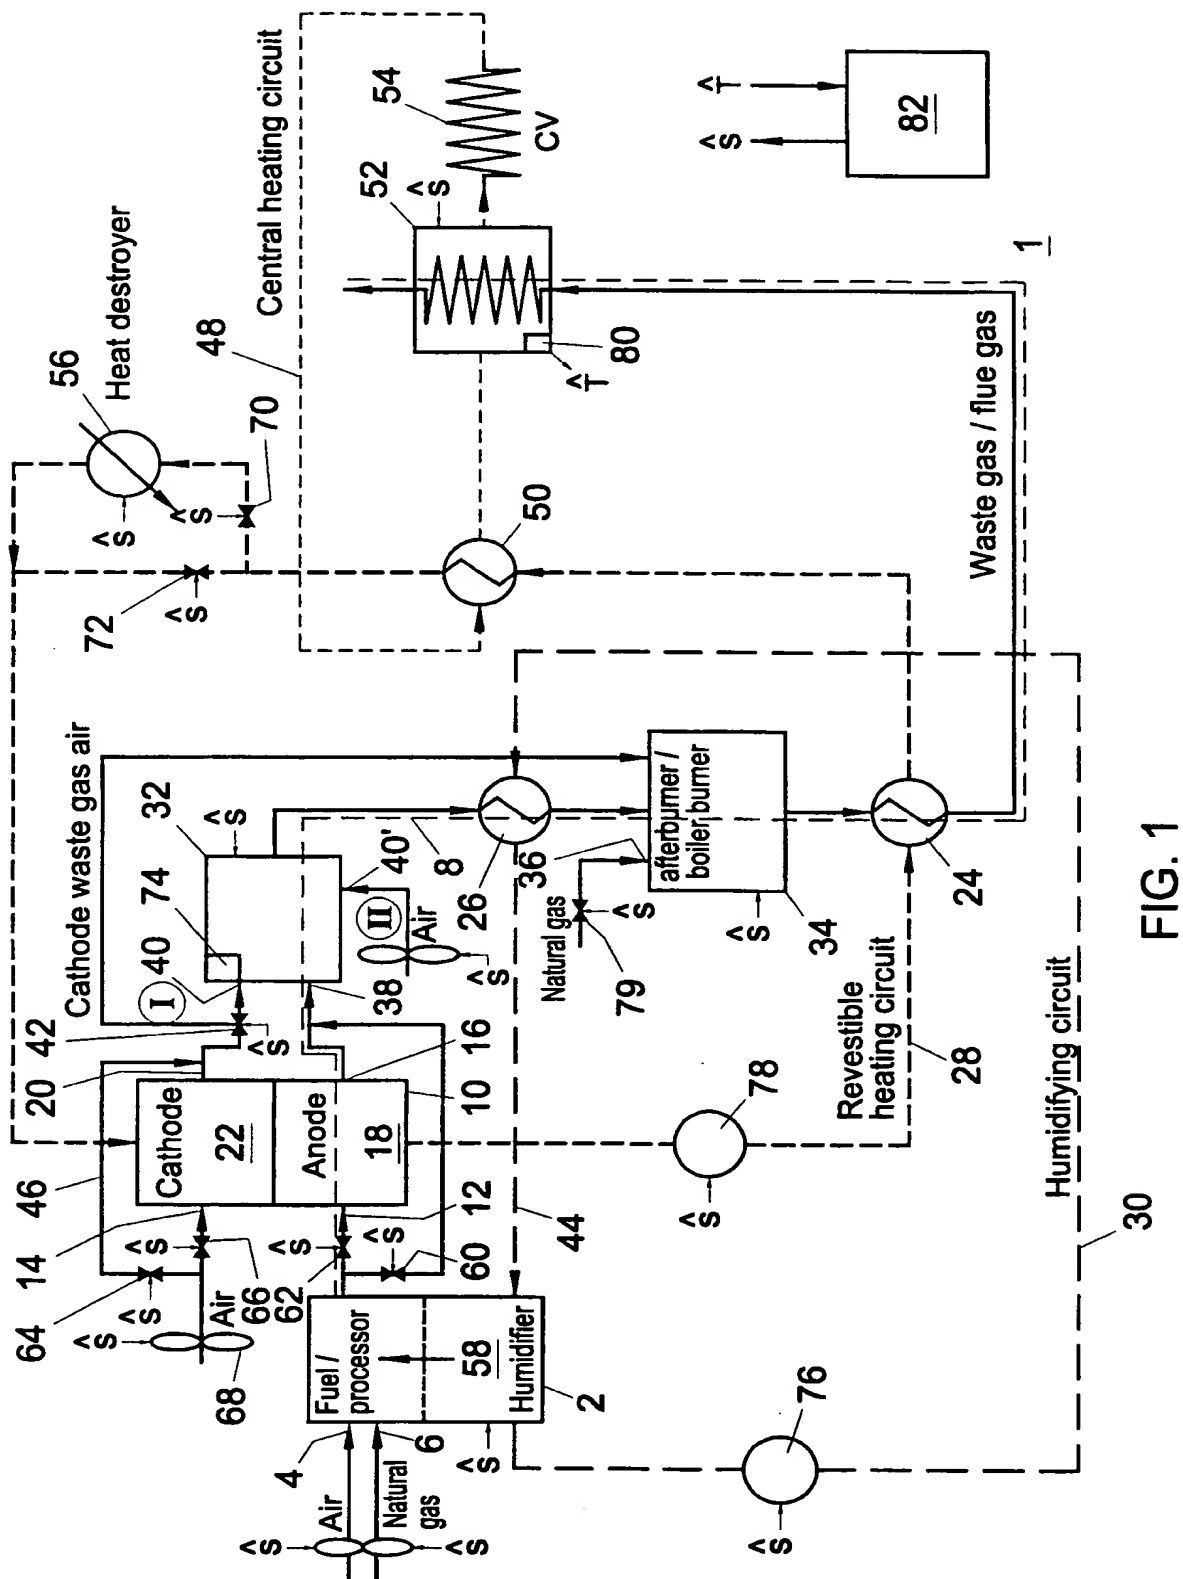 Central heating circuit
48
54
CV
52
ŝ
T̂
ŝ
82
1
Heat destroyer
56
ŝ
ŝ
70
72
ŝ
50
80
T̂
Waste gas / flue gas
Cathode waste gas air
32
ŝ
74
40
I
42
ŝ
40'
II
Air
ŝ
38
8
26
36
Natural gas
ŝ
79
afterburner /
boiler burner
ŝ
34
24
20
46
14
Cathode
22
Anode
18
16
10
12
ŝ
ŝ
60
62
66
64
ŝ
ŝ
Air
68
44
78
ŝ
Revestible
heating circuit
28
Humidifying circuit
30
Fuel /
processor
58
Humidifier
2
ŝ
4
6
Air
Natural
gas
ŝ
ŝ
76
ŝ
FIG. 1